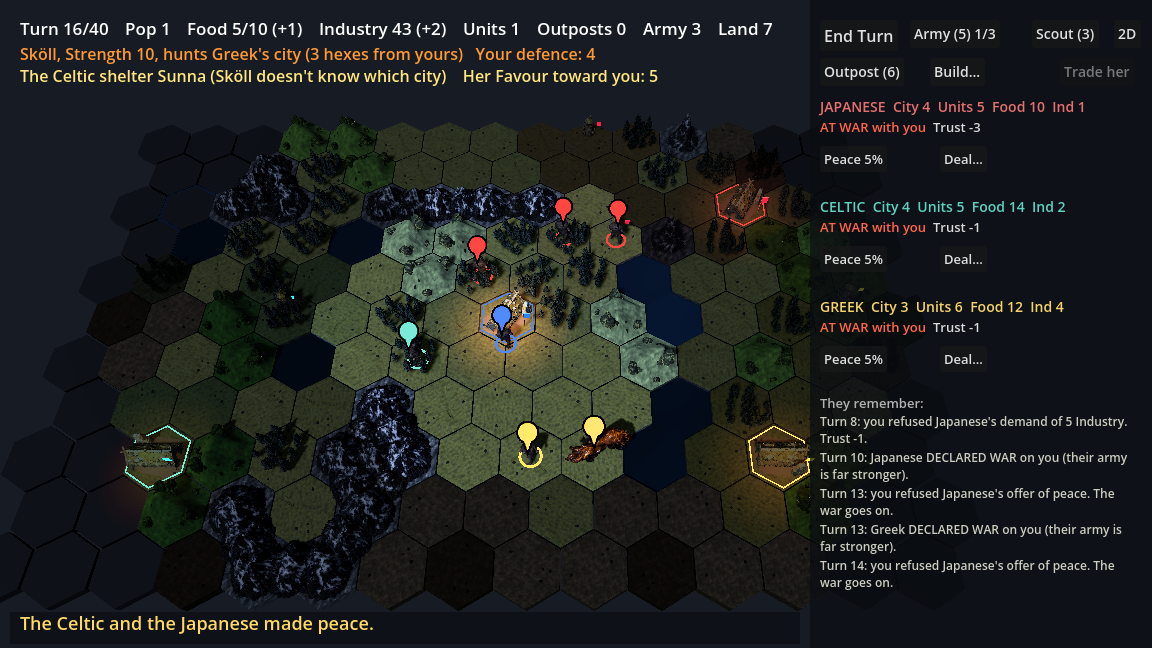 Turn 16/40 Pop 1 Food 5/10 (+1) Industry 43 (+2) Units 1 Outposts 0 Army 3 Land 7
Sköll, Strength 10, hunts Greek's city (3 hexes from yours) Your defence: 4
The Celtic shelter Sunna (Sköll doesn't know which city) Her Favour toward you: 5
End Turn Army (5) 1/3 Scout (3) 2D
Outpost (6) Build... Trade her
JAPANESE City 4 Units 5 Food 10 Ind 1
AT WAR with you Trust -3
Peace 5% Deal...
CELTIC City 4 Units 5 Food 14 Ind 2
AT WAR with you Trust -1
Peace 5% Deal...
GREEK City 3 Units 6 Food 12 Ind 4
AT WAR with you Trust -1
Peace 5% Deal...
They remember:
Turn 8: you refused Japanese's demand of 5 Industry.
Trust -1.
Turn 10: Japanese DECLARED WAR on you (their army
is far stronger).
Turn 13: you refused Japanese's offer of peace. The
war goes on.
Turn 13: Greek DECLARED WAR on you (their army is
far stronger).
Turn 14: you refused Japanese's offer of peace. The
war goes on.
The Celtic and the Japanese made peace.